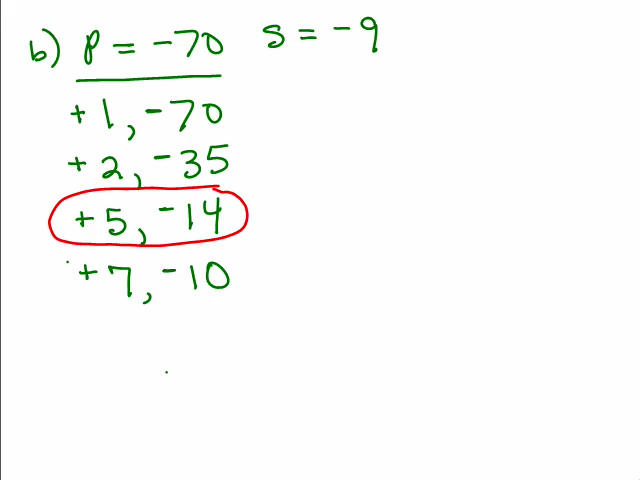 b) P = -70 S = -9
+1, -70
+2, -35
+5, -14
+7, -10